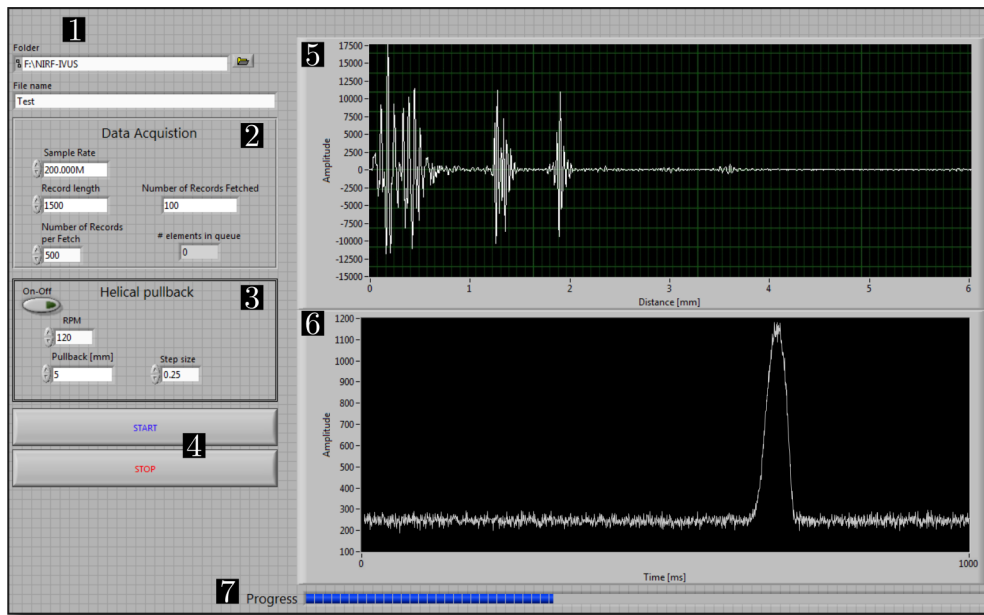 1
Folder
F:\NIRF-IVUS
File name
Test
Data Acquistion
2
Sample Rate
200.000M
Record length
Number of Records Fetched
1500
100
Number of Records
per Fetch
# elements in queue
500
0
On-Off
Helical pullback
3
RPM
120
Pullback [mm]
Step size
5
0.25
START
4
STOP
5
17500
15000
12500
10000
7500
5000
2500
0
-2500
-5000
-7500
-10000
-12500
-15000
Amplitude
0
1
2
3
4
5
6
Distance [mm]
6
1200
1100
1000
900
800
700
600
500
400
300
200
100
Amplitude
0
1000
Time [ms]
7
Progress